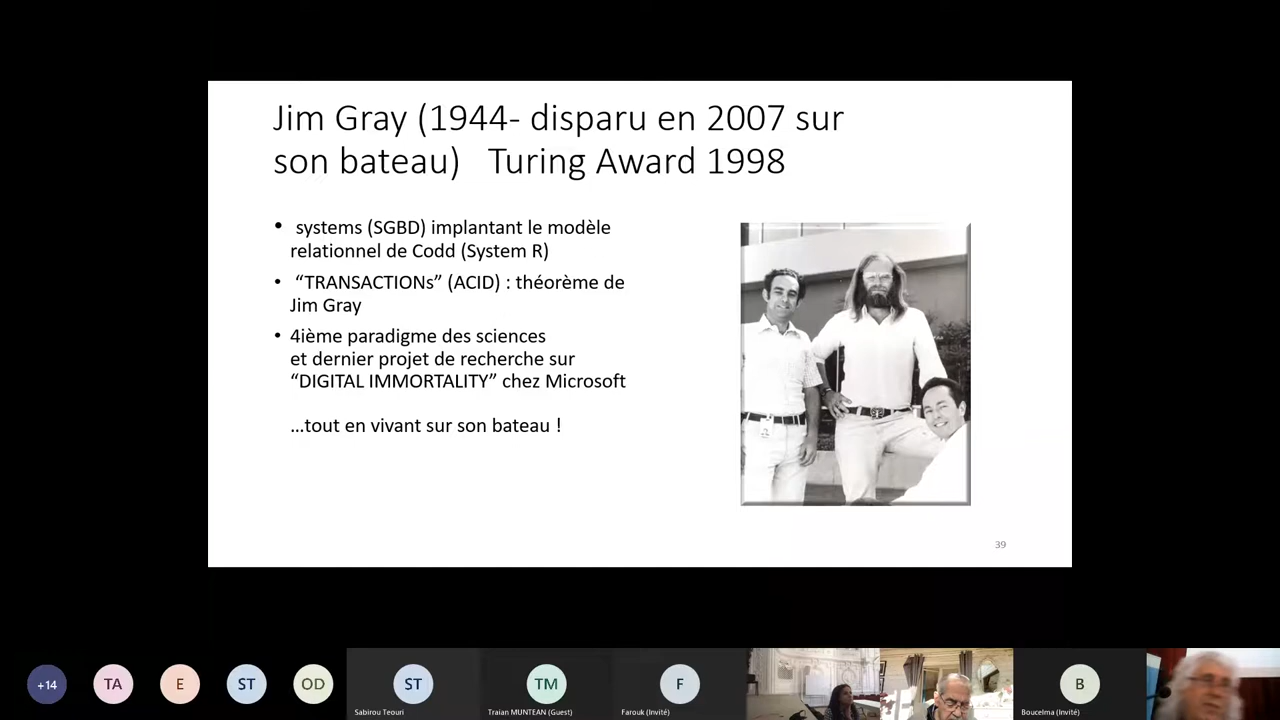 Jim Gray (1944- disparu en 2007 sur
son bateau) Turing Award 1998
• systems (SGBD) implantant le modèle
relationnel de Codd (System R)
• “TRANSACTIONs” (ACID) : théorème de
Jim Gray
• 4ième paradigme des sciences
et dernier projet de recherche sur
“DIGITAL IMMORTALITY” chez Microsoft
...tout en vivant sur son bateau !
39
+14
TA
E
ST
OD
ST
Sabirou Teouri
TM
Traian MUNTEAN (Guest)
F
Farouk (Invité)
B
Boucelma (Invité)